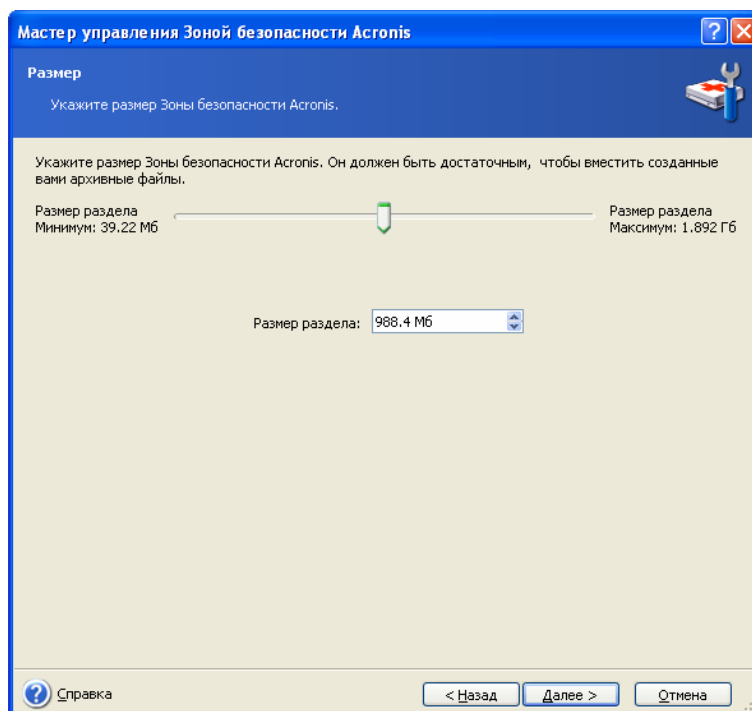 Мастер управления Зоной безопасности Acronis
Размер
Укажите размер Зоны безопасности Acronis.
Укажите размер Зоны безопасности Acronis. Он должен быть достаточным, чтобы вместить созданные
вами архивные файлы.
Размер раздела
Минимум: 39.22 Мб
Размер раздела
Максимум: 1.892 Гб
Размер раздела: 988.4 Мб
Справка
< Назад
Далее >
Отмена